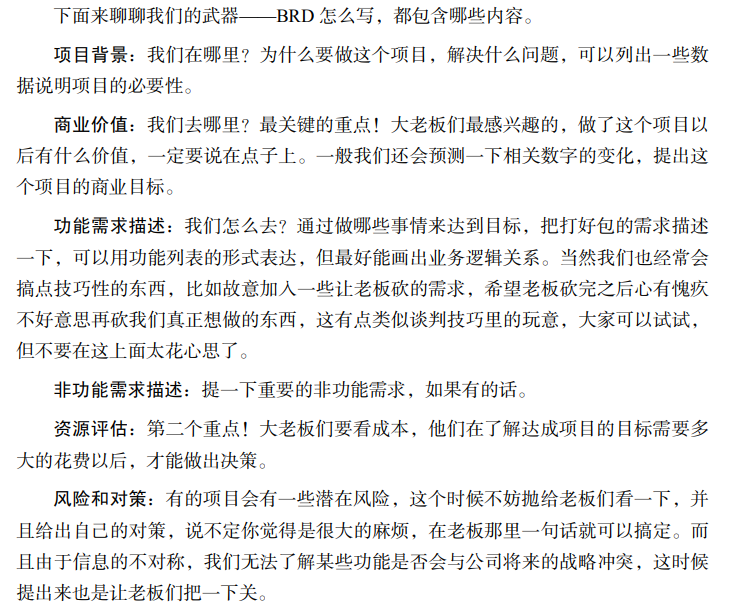 下面来聊聊我们的武器——BRD 怎么写，都包含哪些内容。
项目背景：我们在哪里？为什么要做这个项目，解决什么问题，可以列出一些数
据说明项目的必要性。
商业价值：我们去哪里？最关键的重点！大老板们最感兴趣的，做了这个项目以
后有什么价值，一定要说在点子上。一般我们还会预测一下相关数字的变化，提出这
个项目的商业目标。
功能需求描述：我们怎么去？通过做哪些事情来达到目标，把打好包的需求描述
一下，可以用功能列表的形式表达，但最好能画出业务逻辑关系。当然我们也经常会
搞点技巧性的东西，比如故意加入一些让老板砍的需求，希望老板砍完之后心有愧疚
不好意思再砍我们真正想做的东西，这有点类似谈判技巧里的玩意，大家可以试试，
但不要在这上面太花心思了。
非功能需求描述：提一下重要的非功能需求，如果有的话。
资源评估：第二个重点！大老板们要看成本，他们在了解达成项目的目标需要多
大的花费以后，才能做出决策。
风险和对策：有的项目会有一些潜在风险，这个时候不妨抛给老板们看一下，并
且给出自己的对策，说不定你觉得是很大的麻烦，在老板那里一句话就可以搞定。而
且由于信息的不对称，我们无法了解某些功能是否会与公司将来的战略冲突，这时候
提出来也是让老板们把一下关。